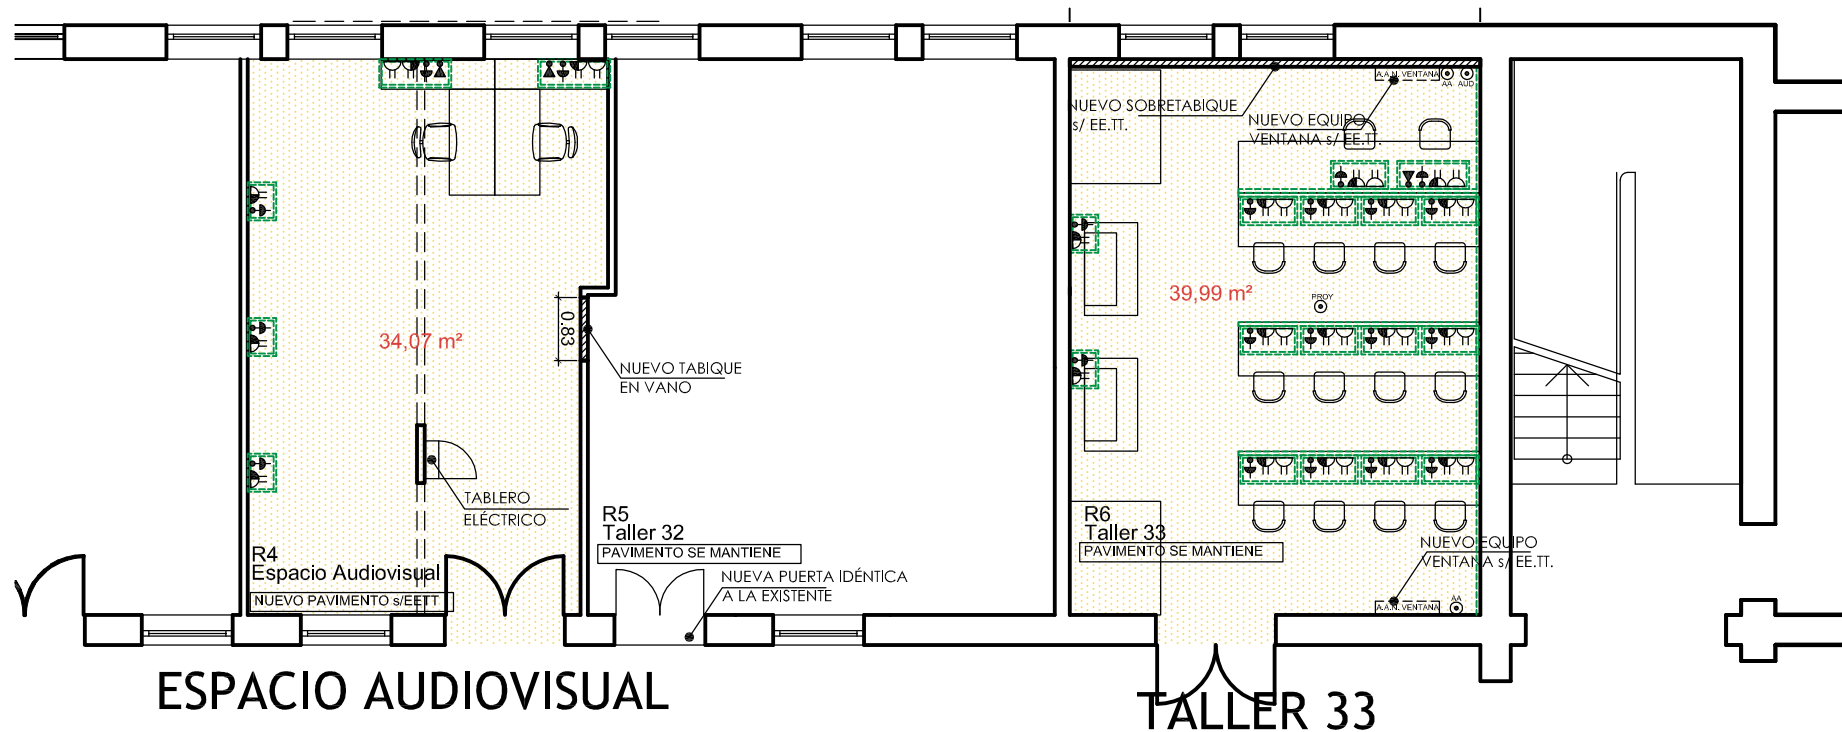 A.A.N. VENTANA
AA
AUD
NUEVO SOBRETABIQUE
s/ EE.TT.
NUEVO EQUIPO
VENTANA s/ EE.TT.
39,99 m²
PROY
0.83
34,07 m²
NUEVO TABIQUE
EN VANO
TABLERO
ELÉCTRICO
R4
Espacio Audiovisual
NUEVO PAVIMENTO s/EETT
R5
Taller 32
PAVIMENTO SE MANTIENE
NUEVA PUERTA IDÉNTICA
A LA EXISTENTE
R6
Taller 33
PAVIMENTO SE MANTIENE
NUEVO EQUIPO
VENTANA s/ EE.TT.
A.A.N. VENTANA
AA
ESPACIO AUDIOVISUAL
TALLER 33